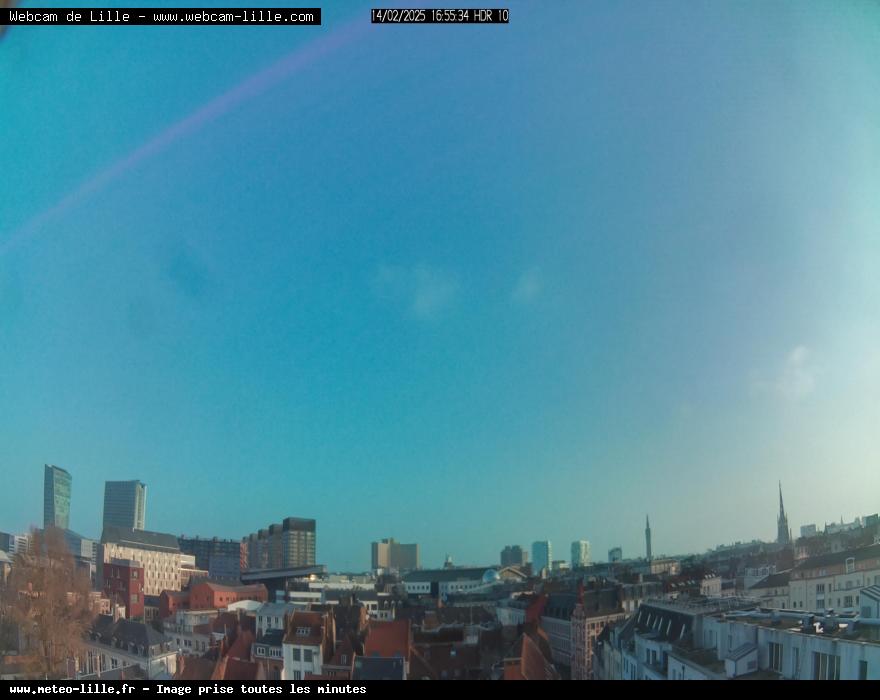 Webcam de Lille - www.webcam-lille.com
14/02/2025 16:55:34 HDR 10
www.meteo-lille.fr - Image prise toutes les minutes